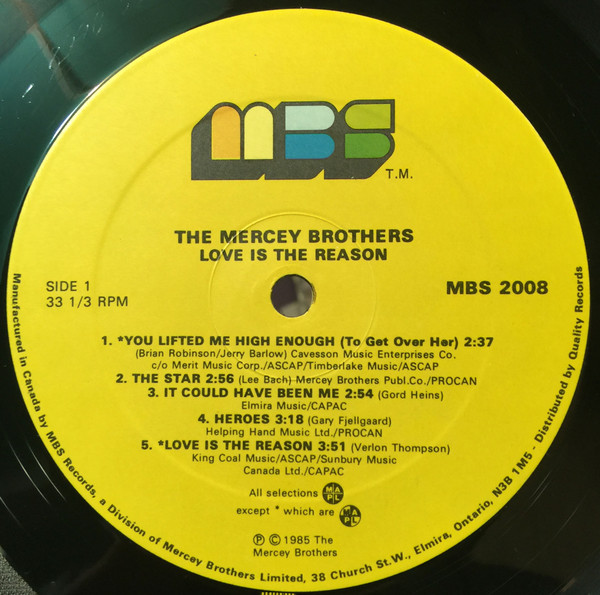 MBS
T.M.
THE MERCEY BROTHERS
LOVE IS THE REASON
SIDE 1
33 1/3 RPM
MBS 2008
1. *YOU LIFTED ME HIGH ENOUGH (To Get Over Her) 2:37
(Brian Robinson/Jerry Barlow) Cavesson Music Enterprises Co.
c/o Merit Music Corp./ASCAP/Timberlake Music/ASCAP
2. THE STAR 2:56 (Lee Bach) Mercey Brothers Publ.Co./PROCAN
3. IT COULD HAVE BEEN ME 2:54 (Gord Heins)
Elmira Music/CAPAC
4. HEROES 3:18 (Gary Fjellgaard)
Helping Hand Music Ltd./PROCAN
5. *LOVE IS THE REASON 3:51 (Verlon Thompson)
King Coal Music/ASCAP/Sunbury Music
Canada Ltd./CAPAC
All selections MAPL
except * which are MAPL
Ⓟ © 1985 The
Mercey Brothers
Manufactured in Canada by MBS Records, a Division of Mercey Brothers Limited, 38 Church St.W., Elmira, Ontario, N3B 1M5 - Distributed by Quality Records